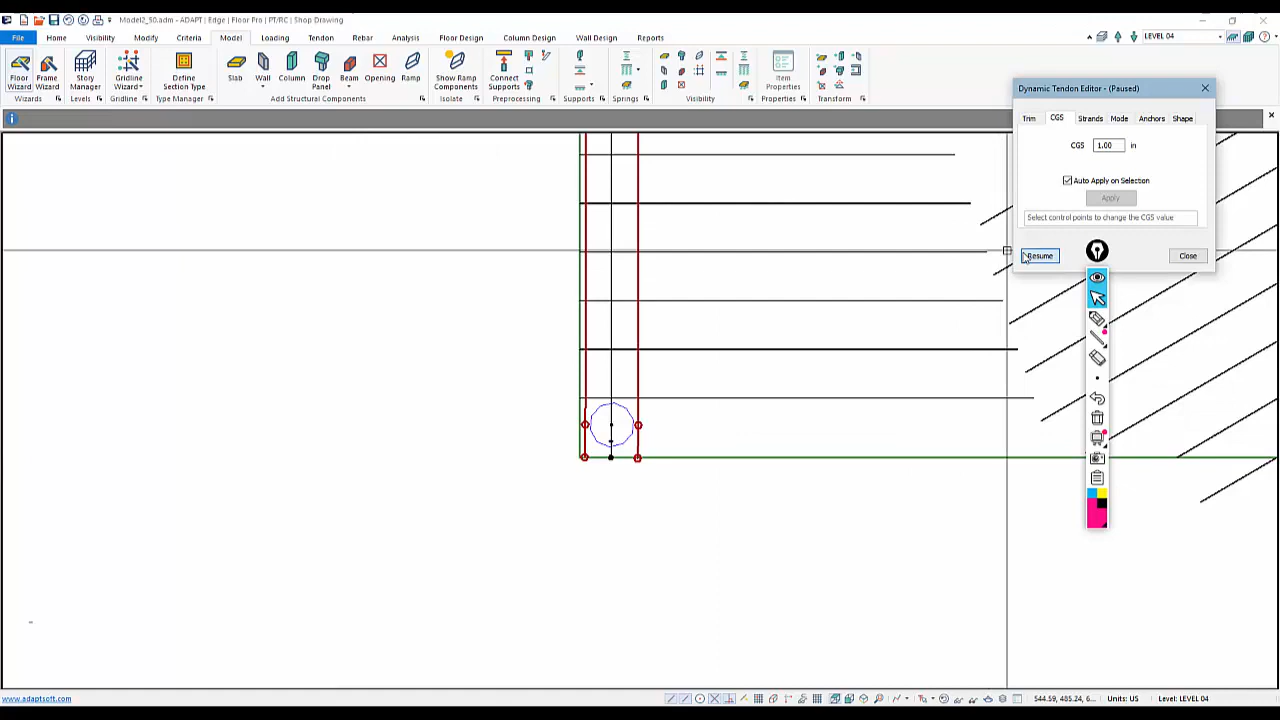 Model2_50.adm - ADAPT | Edge | Floor Pro | PT/RC | Shop Drawing
File Home Visibility Modify Criteria Model Loading Tendon Rebar Analysis Floor Design Column Design Wall Design Reports LEVEL 04
Floor Wizard Frame Wizard Story Manager Gridline Wizard Define Section Type Slab Wall Column Drop Panel Beam Opening Ramp Show Ramp Components Connect Supports Item Properties
Wizards Levels Gridline Type Manager Add Structural Components Isolate Preprocessing Supports Springs Visibility Properties Transform
Dynamic Tendon Editor - (Paused)
Trim CGS Strands Mode Anchors Shape
CGS 1.00 in
Auto Apply on Selection
Apply
Select control points to change the CGS value
Resume Close
www.adaptsoft.com 544.59, 485.24, 6... Units: US Level: LEVEL 04